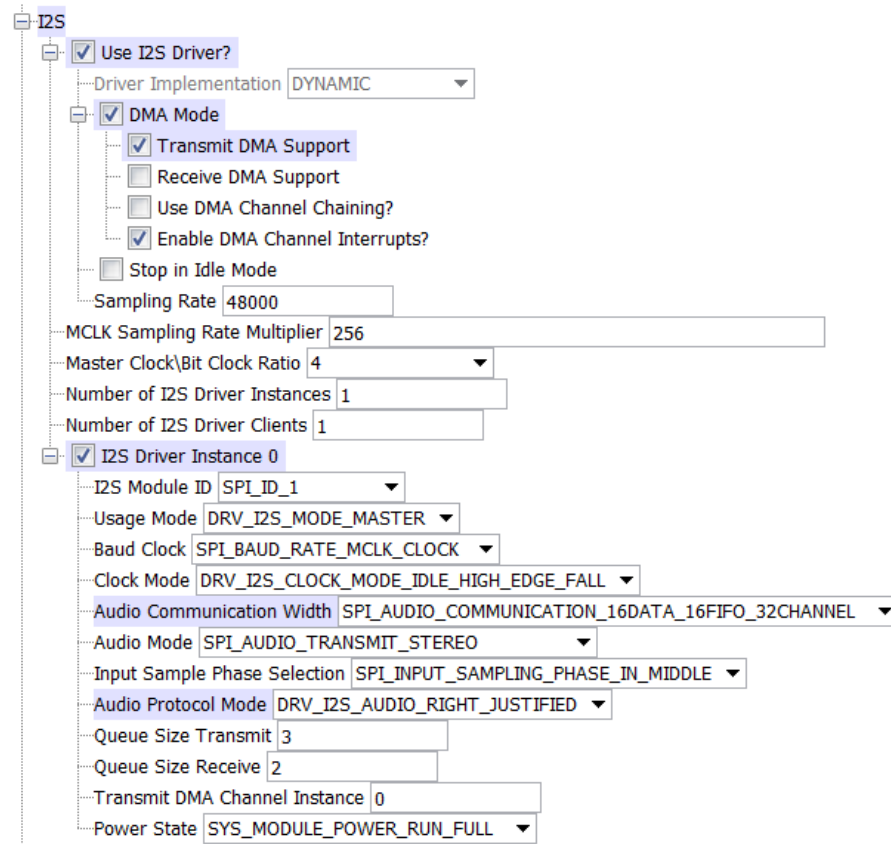 I2S
Use I2S Driver?
Driver Implementation DYNAMIC
DMA Mode
Transmit DMA Support
Receive DMA Support
Use DMA Channel Chaining?
Enable DMA Channel Interrupts?
Stop in Idle Mode
Sampling Rate 48000
MCLK Sampling Rate Multiplier 256
Master Clock\Bit Clock Ratio 4
Number of I2S Driver Instances 1
Number of I2S Driver Clients 1
I2S Driver Instance 0
I2S Module ID SPI_ID_1
Usage Mode DRV_I2S_MODE_MASTER
Baud Clock SPI_BAUD_RATE_MCLK_CLOCK
Clock Mode DRV_I2S_CLOCK_MODE_IDLE_HIGH_EDGE_FALL
Audio Communication Width SPI_AUDIO_COMMUNICATION_16DATA_16FIFO_32CHANNEL
Audio Mode SPI_AUDIO_TRANSMIT_STEREO
Input Sample Phase Selection SPI_INPUT_SAMPLING_PHASE_IN_MIDDLE
Audio Protocol Mode DRV_I2S_AUDIO_RIGHT_JUSTIFIED
Queue Size Transmit 3
Queue Size Receive 2
Transmit DMA Channel Instance 0
Power State SYS_MODULE_POWER_RUN_FULL